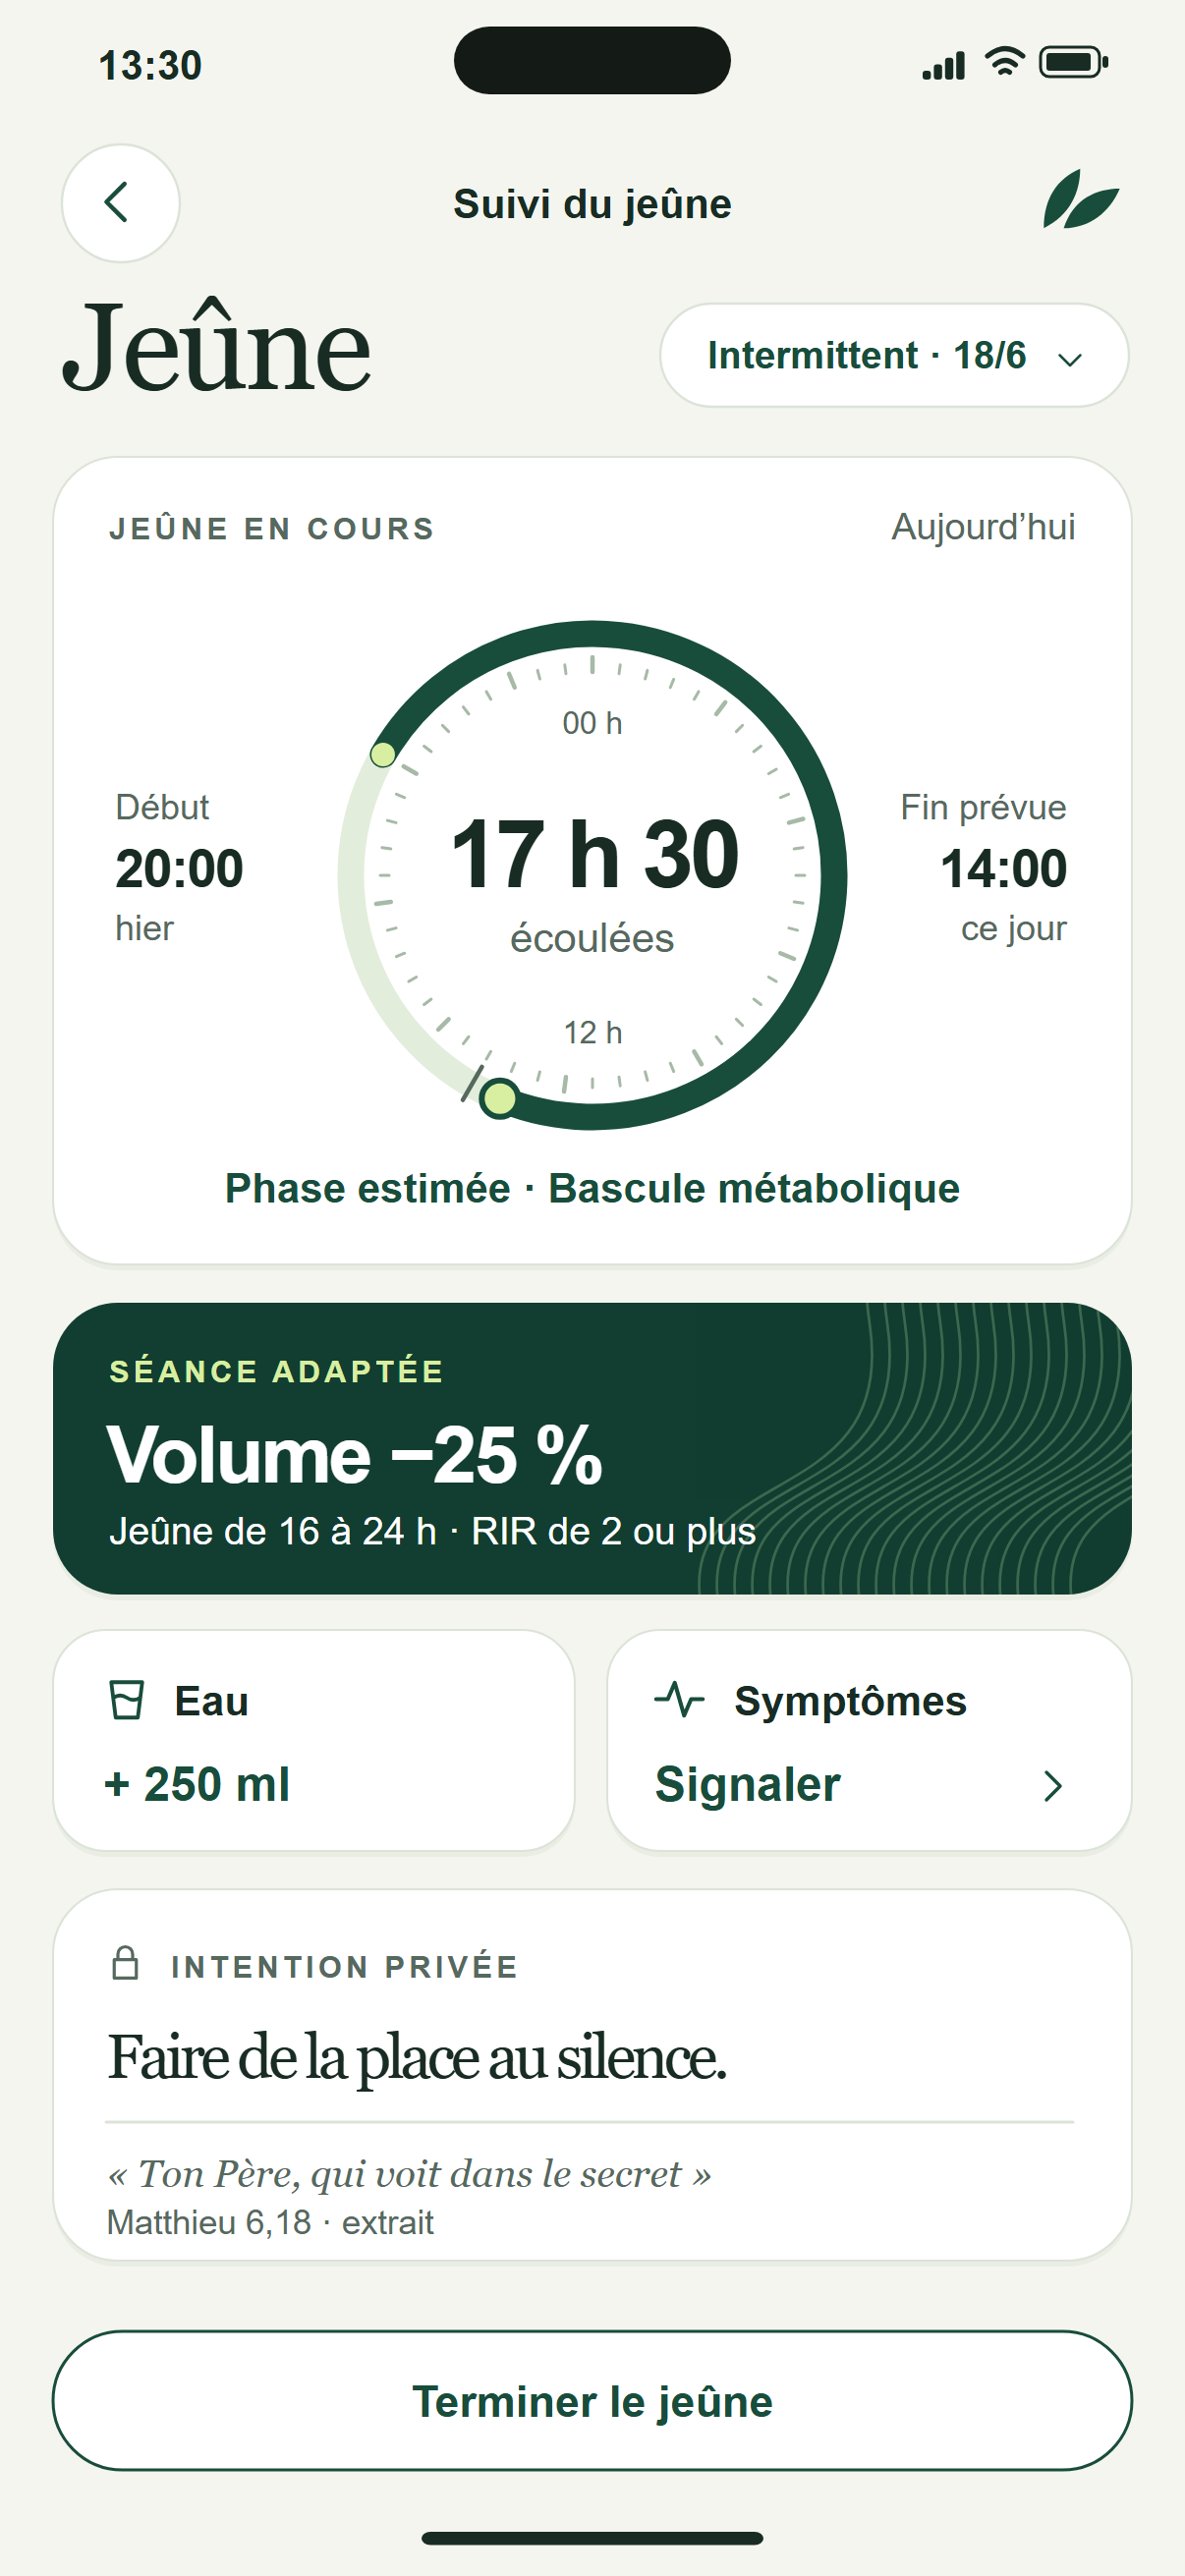 13:30
Suivi du jeûne
Jeûne
Intermittent · 18/6
JEÛNE EN COURS
Aujourd’hui
00 h
Début
20:00
hier
17 h 30
écoulées
Fin prévue
14:00
ce jour
12 h
Phase estimée · Bascule métabolique
SÉANCE ADAPTÉE
Volume −25 %
Jeûne de 16 à 24 h · RIR de 2 ou plus
Eau
+ 250 ml
Symptômes
Signaler
INTENTION PRIVÉE
Faire de la place au silence.
« Ton Père, qui voit dans le secret »
Matthieu 6,18 · extrait
Terminer le jeûne